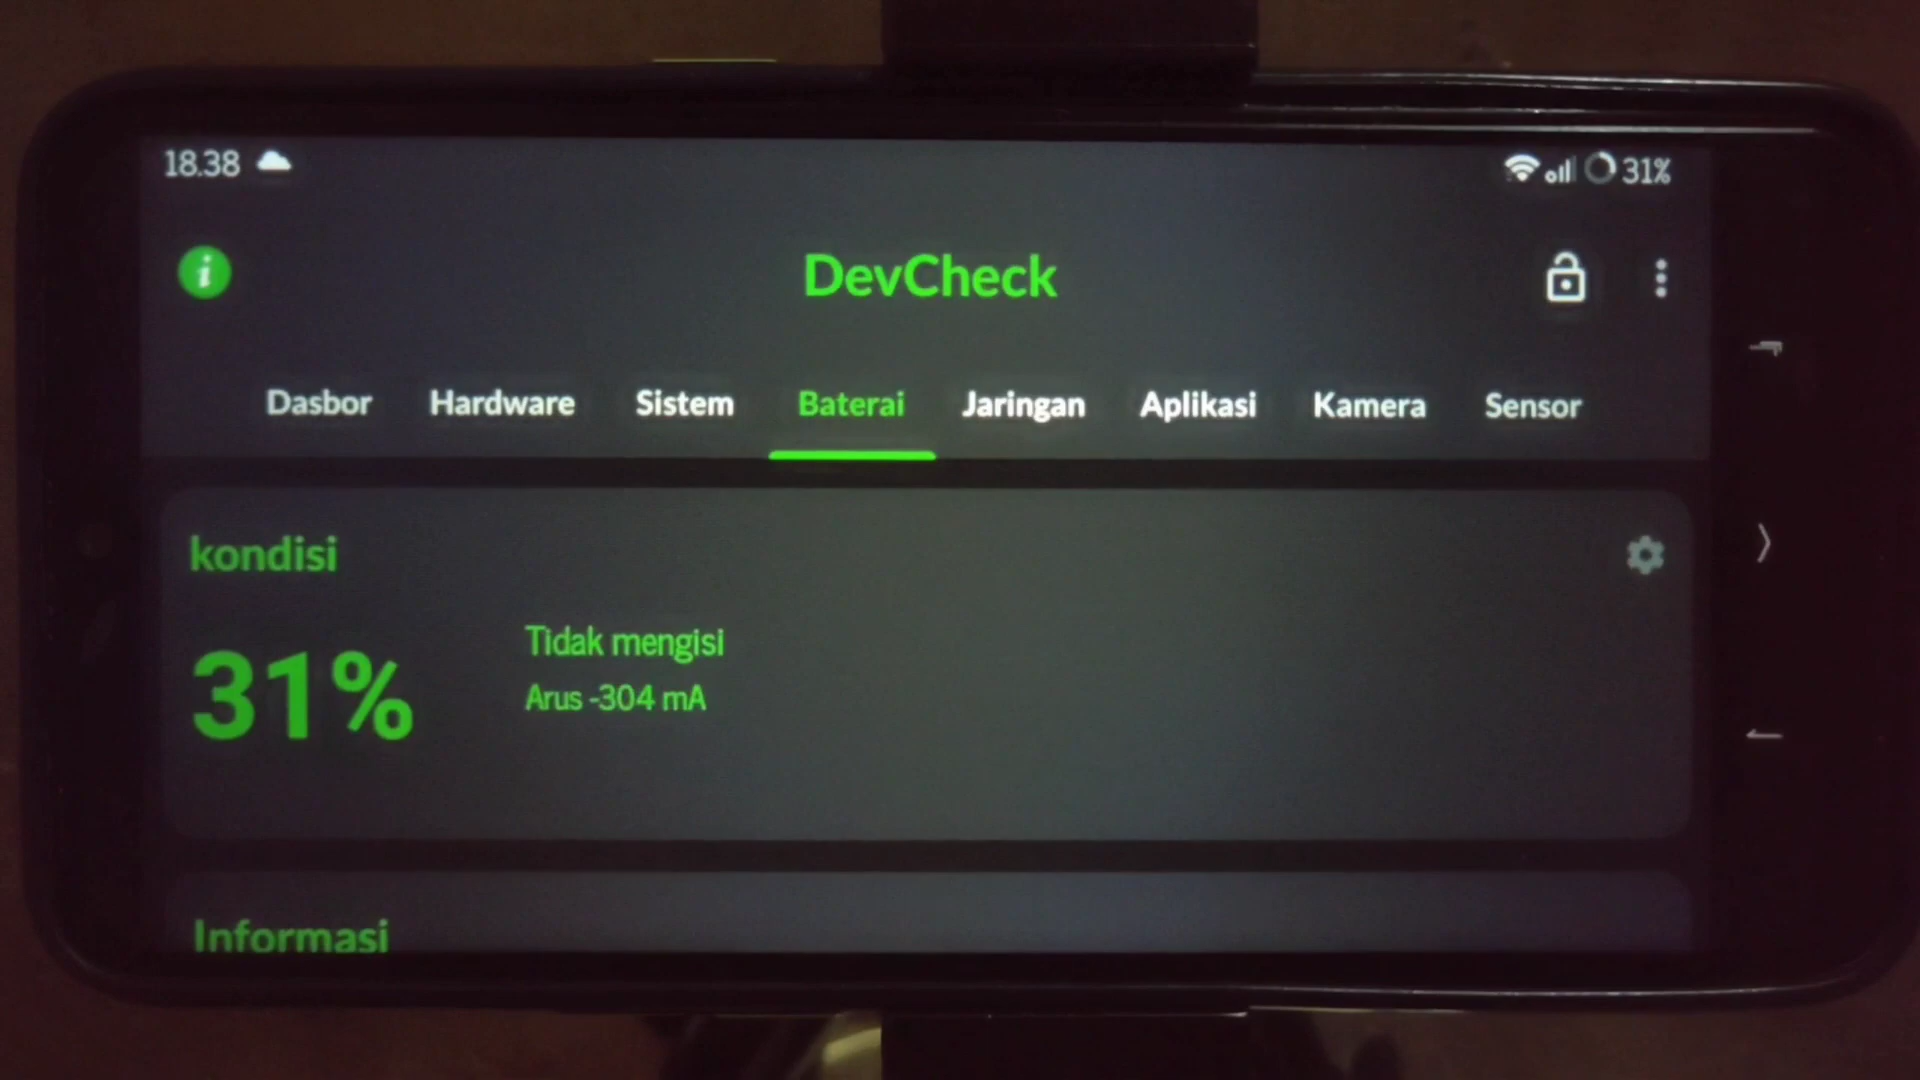 18.38
31%
DevCheck
Dasbor Hardware Sistem Baterai Jaringan Aplikasi Kamera Sensor
kondisi
31%
Tidak mengisi
Arus -304 mA
Informasi